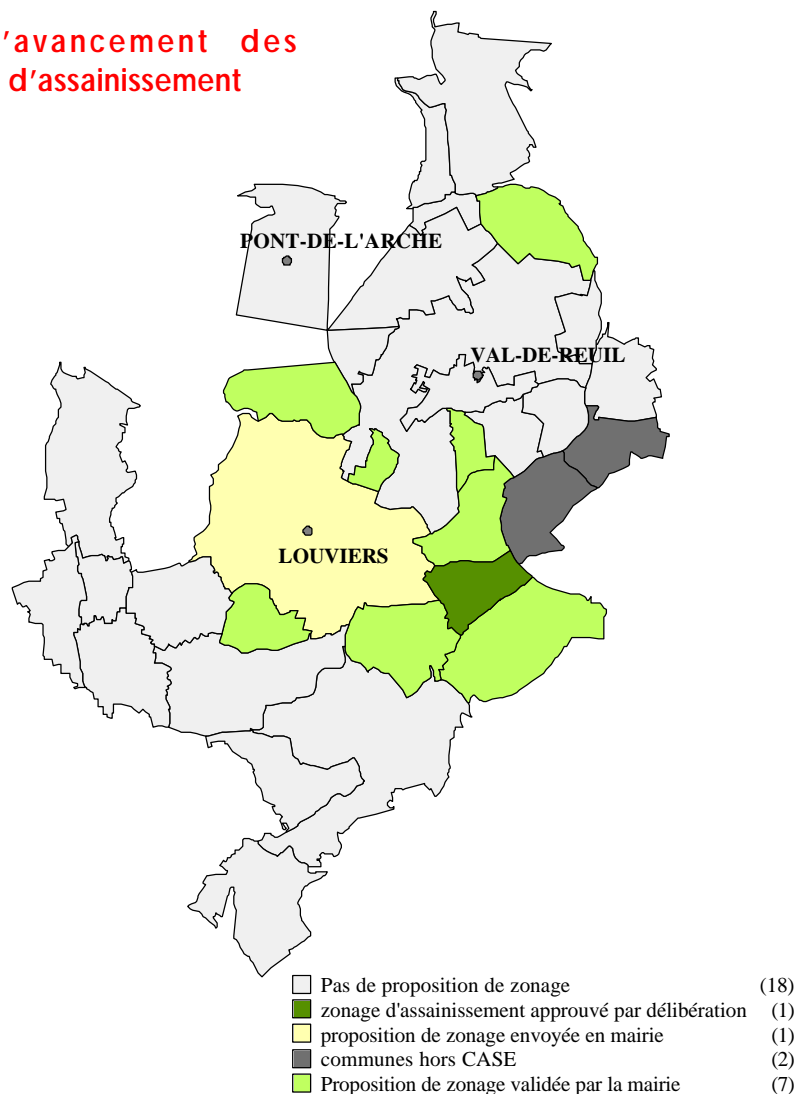 'avancement des
d'assainissement
PONT-DE-L'ARCHE
VAL-DE-REUIL
LOUVIERS
Pas de proposition de zonage (18)
zonage d'assainissement approuvé par délibération (1)
proposition de zonage envoyée en mairie (1)
communes hors CASE (2)
Proposition de zonage validée par la mairie (7)